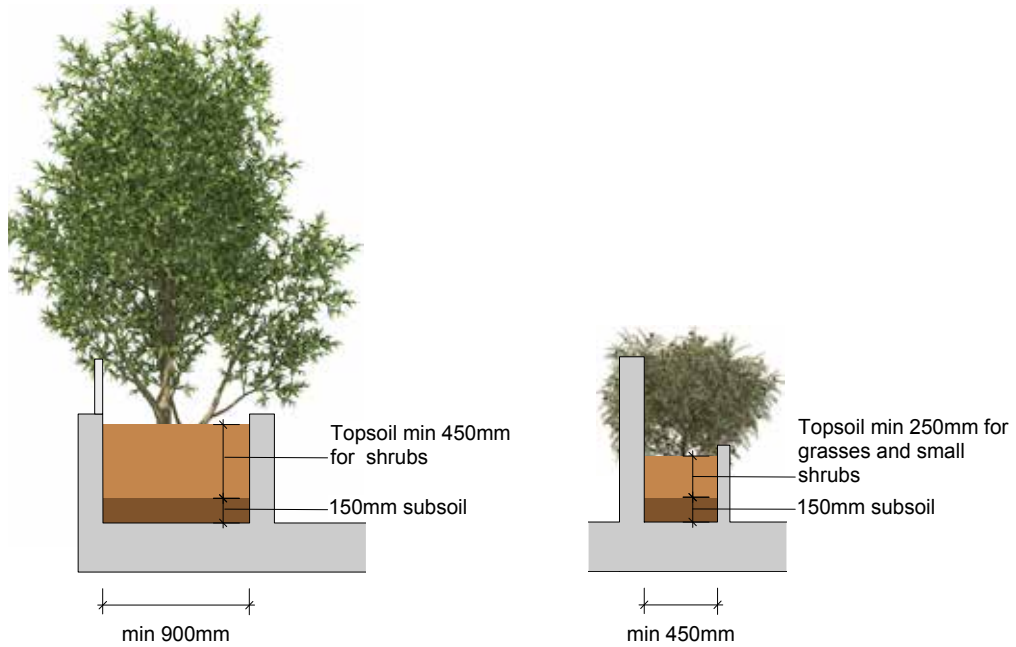 Topsoil min 450mm
for shrubs
150mm subsoil
min 900mm
Topsoil min 250mm for
grasses and small
shrubs
150mm subsoil
min 450mm